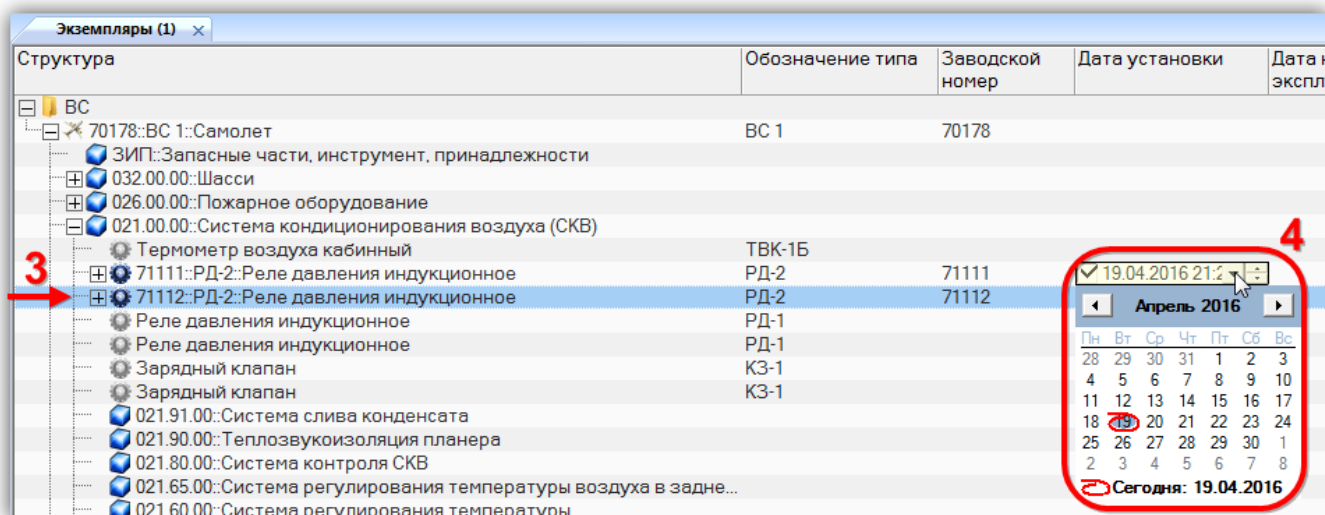 Экземпляры (1)
Структура Обозначение типа Заводской номер Дата установки Дата
экспл
ВС
70178::ВС 1::Самолет ВС 1 70178
ЗИП::Запасные части, инструмент, принадлежности
032.00.00::Шасси
026.00.00::Пожарное оборудование
021.00.00::Система кондиционирования воздуха (СКВ)
4
Термометр воздуха кабинный ТВК-1Б
3
71111::РД-2::Реле давления индукционное РД-2 71111 19.04.2016 21:2
71112::РД-2::Реле давления индукционное РД-2 71112
Реле давления индукционное РД-1
Реле давления индукционное РД-1
Зарядный клапан КЗ-1
Зарядный клапан КЗ-1
021.91.00::Система слива конденсата
021.90.00::Теплозвукоизоляция планера
021.80.00::Система контроля СКВ
021.65.00::Система регулирования температуры воздуха в задне...
021.60.00::Система регулирования температуры
Апрель 2016
Пн Вт Ср Чт Пт Сб Вс
28 29 30 31 1 2 3
4 5 6 7 8 9 10
11 12 13 14 15 16 17
18 19 20 21 22 23 24
25 26 27 28 29 30 1
2 3 4 5 6 7 8
Сегодня: 19.04.2016